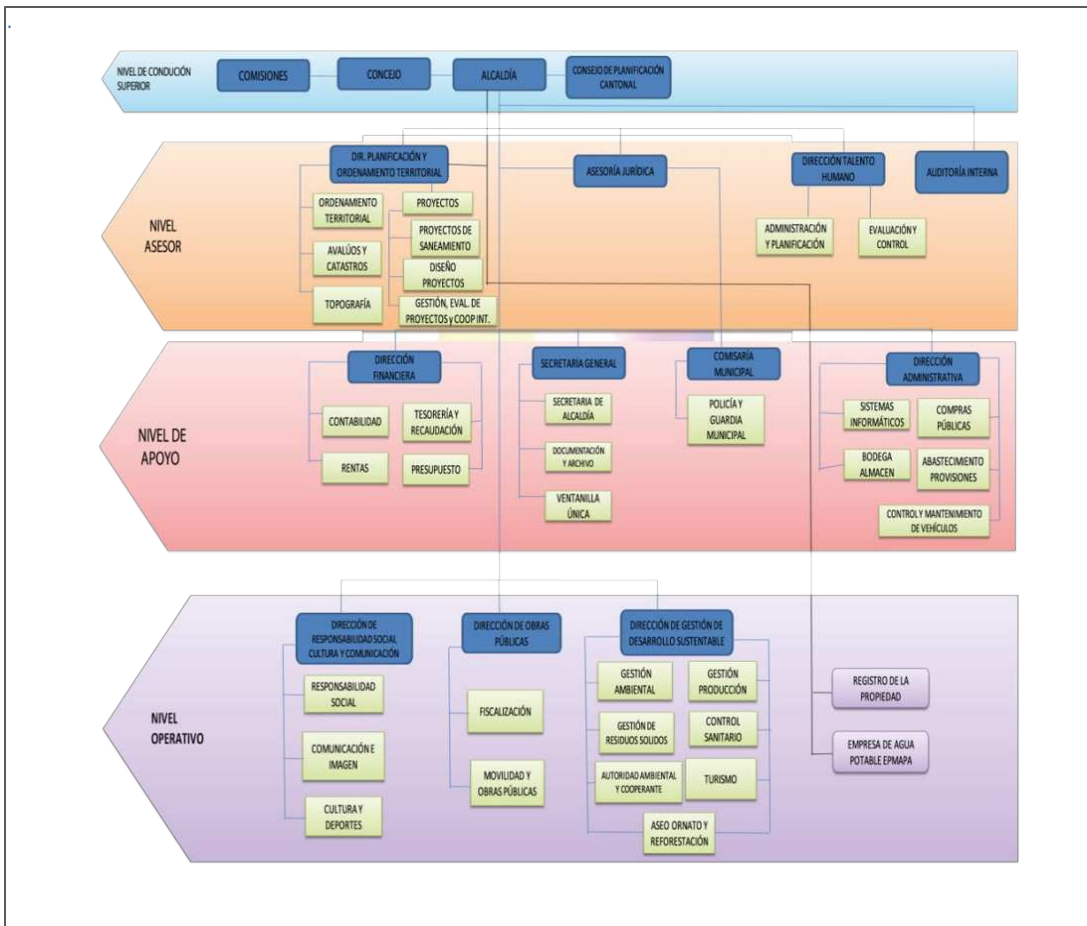 NIVEL DE CONDUCIÓN
SUPERIOR
COMISIONES
CONCEJO
ALCALDÍA
CONSEJO DE PLANIFICACIÓN
CANTONAL
NIVEL
ASESOR
DIR. PLANIFICACIÓN Y
ORDENAMIENTO TERRITORIAL
ASESORÍA JURÍDICA
DIRECCIÓN TALENTO
HUMANO
AUDITORÍA INTERNA
ORDENAMIENTO
TERRITORIAL
AVALÚOS Y
CATASTROS
TOPOGRAFÍA
PROYECTOS
PROYECTOS DE
SANEAMIENTO
DISEÑO
PROYECTOS
GESTIÓN, EVAL. DE
PROYECTOS y COOP INT.
ADMINISTRACIÓN
Y PLANIFICACIÓN
EVALUACIÓN Y
CONTROL
NIVEL DE
APOYO
DIRECCIÓN
FINANCIERA
SECRETARÍA GENERAL
COMISARÍA
MUNICIPAL
DIRECCIÓN
ADMINISTRATIVA
CONTABILIDAD
TESORERÍA Y
RECAUDACIÓN
RENTAS
PRESUPUESTO
SECRETARIA DE
ALCALDÍA
DOCUMENTACIÓN
Y ARCHIVO
VENTANILLA
ÚNICA
POLICÍA Y
GUARDIA
MUNICIPAL
SISTEMAS
INFORMÁTICOS
COMPRAS
PÚBLICAS
BODEGA
ALMACEN
ABASTECIMIENTO
PROVISIONES
CONTROL Y MANTENIMIENTO
DE VEHÍCULOS
NIVEL
OPERATIVO
DIRECCIÓN DE
RESPONSABILIDAD SOCIAL
CULTURA Y COMUNICACIÓN
DIRECCIÓN DE OBRAS
PÚBLICAS
DIRECCIÓN DE GESTIÓN DE
DESARROLLO SUSTENTABLE
RESPONSABILIDAD
SOCIAL
COMUNICACIÓN E
IMAGEN
CULTURA Y
DEPORTES
FISCALIZACIÓN
MOVILIDAD Y
OBRAS PÚBLICAS
GESTIÓN
AMBIENTAL
GESTIÓN
PRODUCCIÓN
GESTIÓN DE
RESIDUOS SOLIDOS
CONTROL
SANITARIO
AUTORIDAD AMBIENTAL
Y COOPERANTE
TURISMO
ASEO ORNATO Y
REFORESTACIÓN
REGISTRO DE LA
PROPIEDAD
EMPRESA DE AGUA
POTABLE EPMAPA